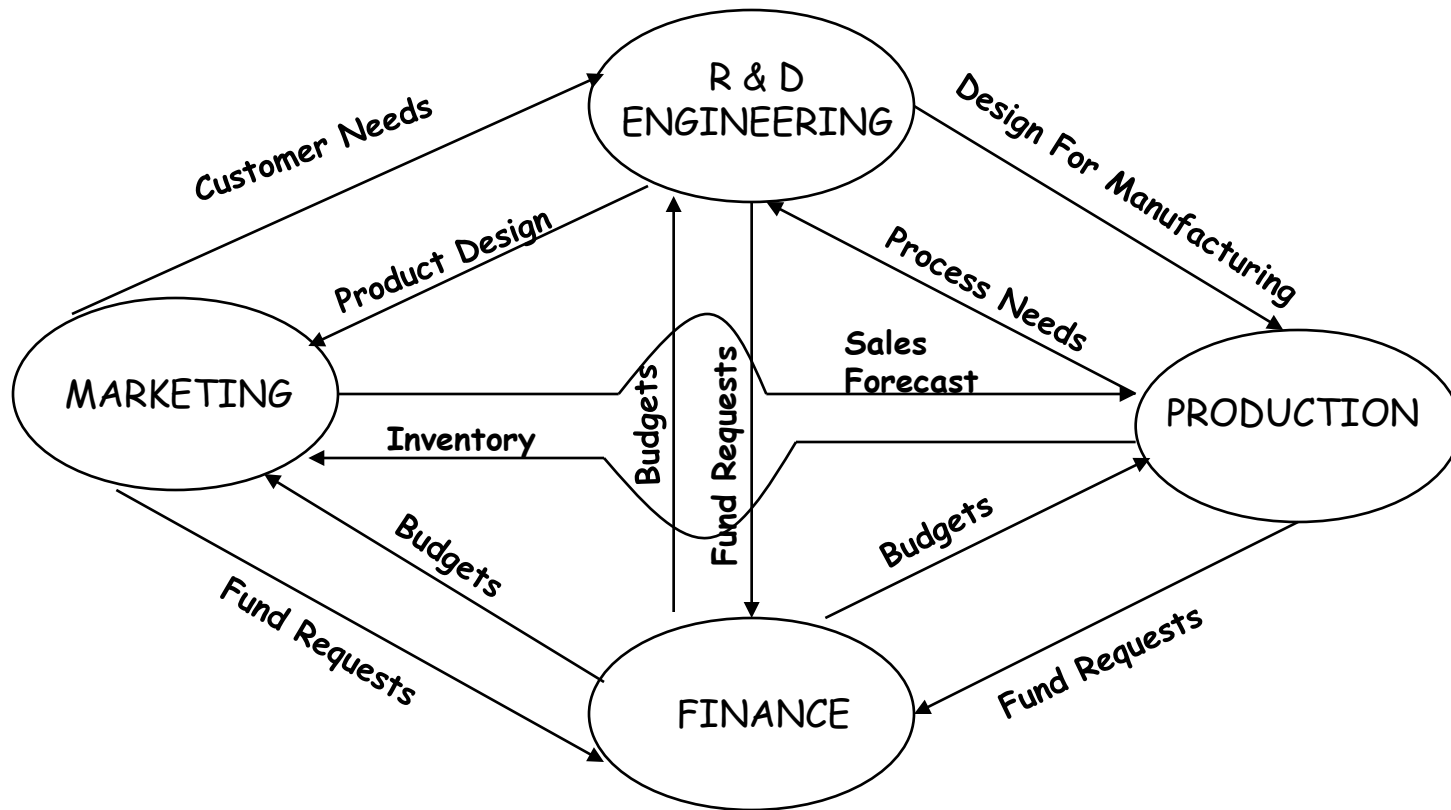 R & D
ENGINEERING
Customer Needs
Design For Manufacturing
Product Design
Process Needs
Sales
Forecast
MARKETING
PRODUCTION
Inventory
Budgets
Fund Requests
Budgets
Budgets
Fund Requests
Fund Requests
FINANCE